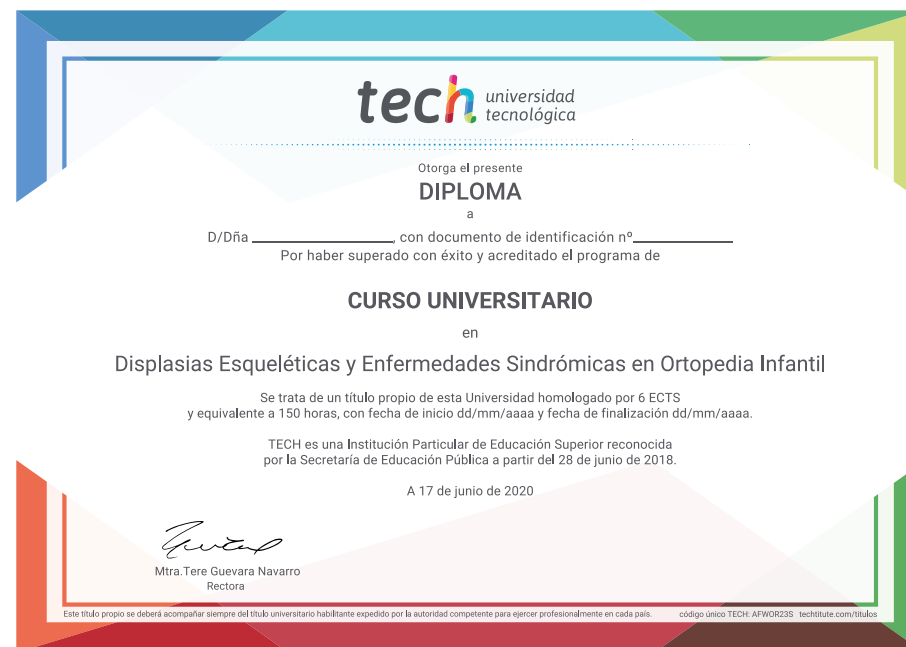 tech universidad
tecnológica
Otorga el presente
DIPLOMA
a
D/Dña ____________________, con documento de identificación nº______________
Por haber superado con éxito y acreditado el programa de
CURSO UNIVERSITARIO
en
Displasias Esqueléticas y Enfermedades Sindrómicas en Ortopedia Infantil
Se trata de un título propio de esta Universidad homologado por 6 ECTS
y equivalente a 150 horas, con fecha de inicio dd/mm/aaaa y fecha de finalización dd/mm/aaaa.
TECH es una Institución Particular de Educación Superior reconocida
por la Secretaría de Educación Pública a partir del 28 de junio de 2018.
A 17 de junio de 2020
Mtra.Tere Guevara Navarro
Rectora
Este título propio se deberá acompañar siempre del título universitario habilitante expedido por la autoridad competente para ejercer profesionalmente en cada país. código único TECH: AFWOR23S techtitute.com/títulos